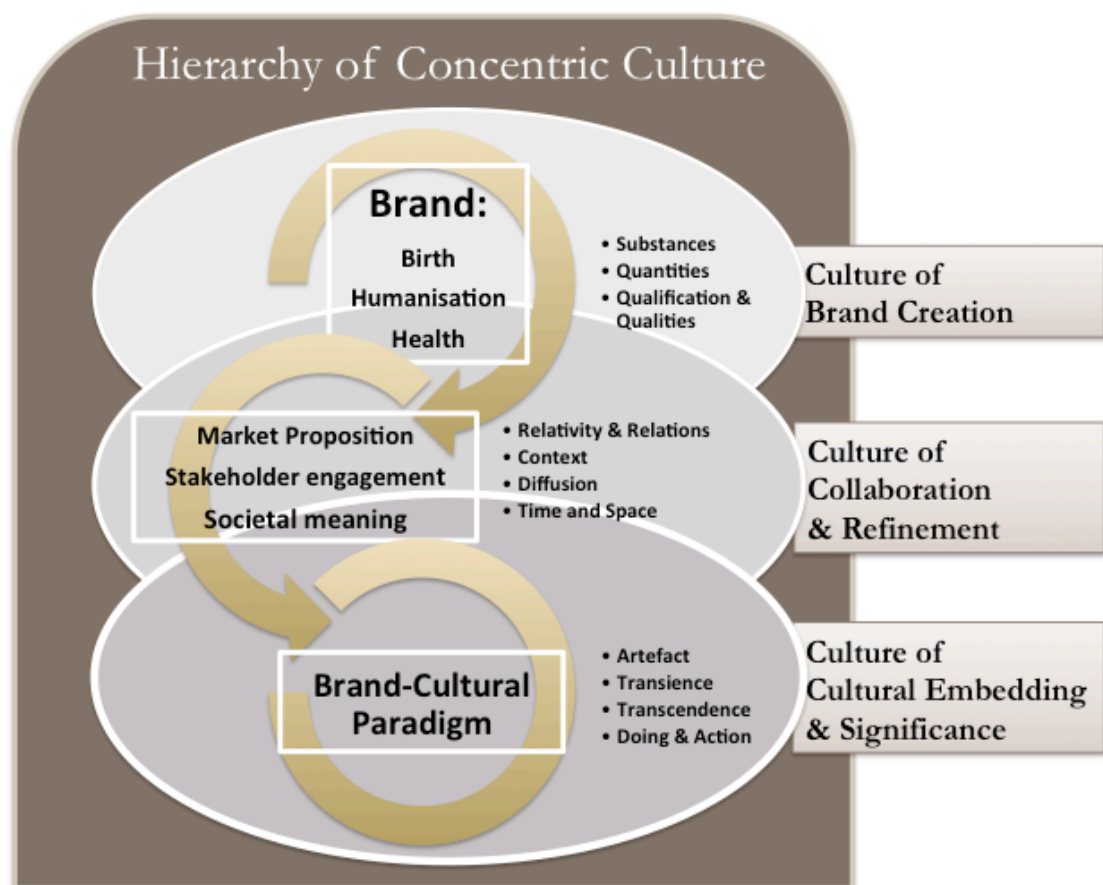 Hierarchy of Concentric Culture
Brand:
Birth
Humanisation
Health
• Substances
• Quantities
• Qualification &
Qualities
Culture of
Brand Creation
Market Proposition
Stakeholder engagement
Societal meaning
• Relativity & Relations
• Context
• Diffusion
• Time and Space
Culture of
Collaboration
& Refinement
Brand-Cultural
Paradigm
• Artefact
• Transience
• Transcendence
• Doing & Action
Culture of
Cultural Embedding
& Significance